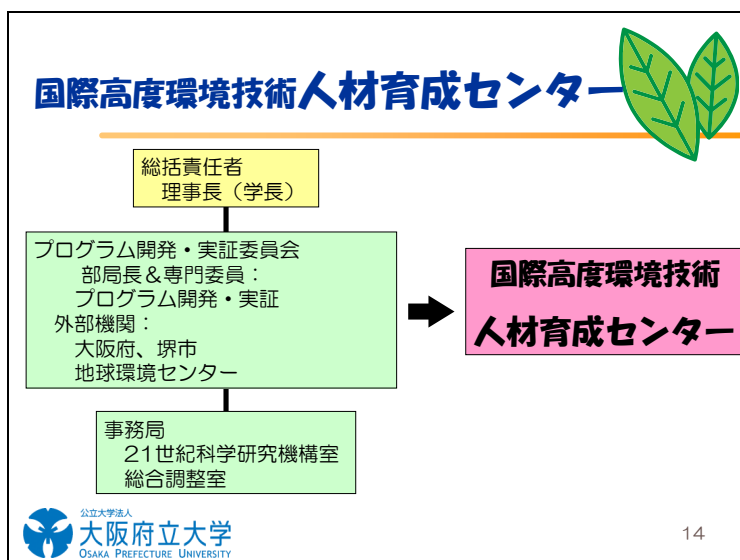 国際高度環境技術人材育成センター
総括責任者
理事長（学長）
プログラム開発・実証委員会
部局長＆専門委員：
プログラム開発・実証
外部機関：
大阪府、堺市
地球環境センター
国際高度環境技術
人材育成センター
事務局
21世紀科学研究機構室
総合調整室
公立大学法人
大阪府立大学
OSAKA PREFECTURE UNIVERSITY
14